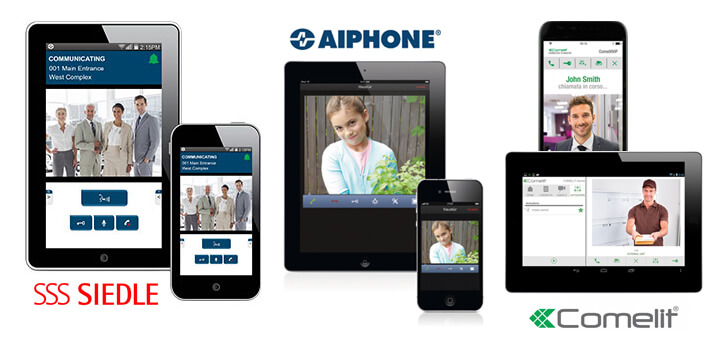 2:15PM
COMMUNICATING
001 Main Entrance
West Complex
COMMUNICATING
001 Main Entrance
West Complex
SSS SIEDLE
AIPHONE®
Comelit
John Smith
chiamata in corso...
Comelit
Comelit®